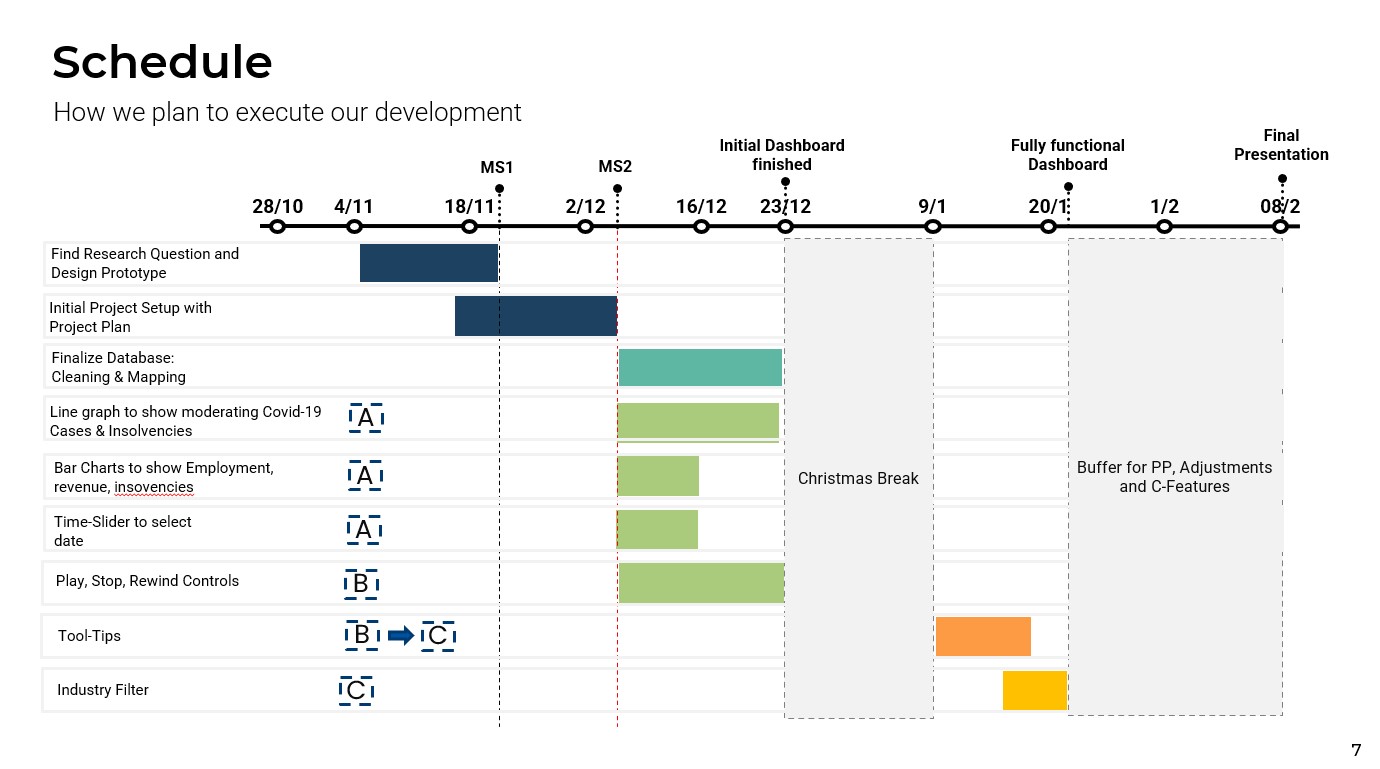 Schedule
How we plan to execute our development
Final
Presentation
Initial Dashboard
finished
Fully functional
Dashboard
MS1
MS2
28/10
4/11
18/11
2/12
16/12
23/12
9/1
20/1
1/2
08/2
Find Research Question and
Design Prototype
Initial Project Setup with
Project Plan
Finalize Database:
Cleaning & Mapping
Line graph to show moderating Covid-19
Cases & Insolvencies
A
Bar Charts to show Employment,
revenue, insovencies
A
Christmas Break
Buffer for PP, Adjustments
and C-Features
Time-Slider to select
date
A
Play, Stop, Rewind Controls
B
Tool-Tips
B
C
Industry Filter
C
7